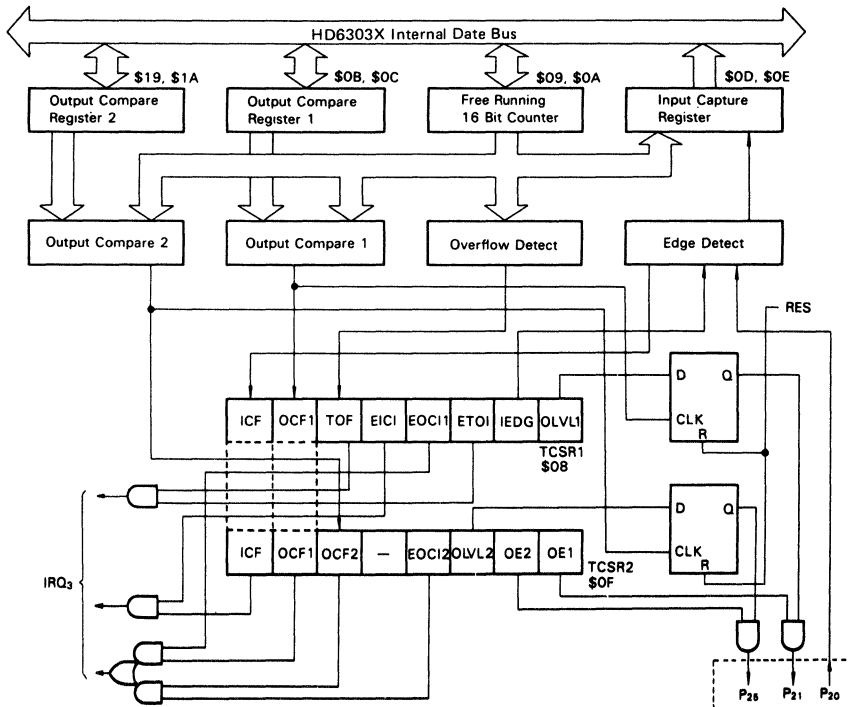 HD6303X Internal Date Bus
$19, $1A
$0B, $0C
$09, $0A
$0D, $0E
Output Compare
Register 2
Output Compare
Register 1
Free Running
16 Bit Counter
Input Capture
Register
Output Compare 2
Output Compare 1
Overflow Detect
Edge Detect
RES
D Q
CLK
R
ICF OCF1 TOF EICI EOCI1 ETOI IEDG OLVL1
TCSR1
$08
D Q
CLK
R
ICF OCF1 OCF2 — EOCI2 OLVL2 OE2 OE1
TCSR2
$0F
IRQ3
P25 P21 P20